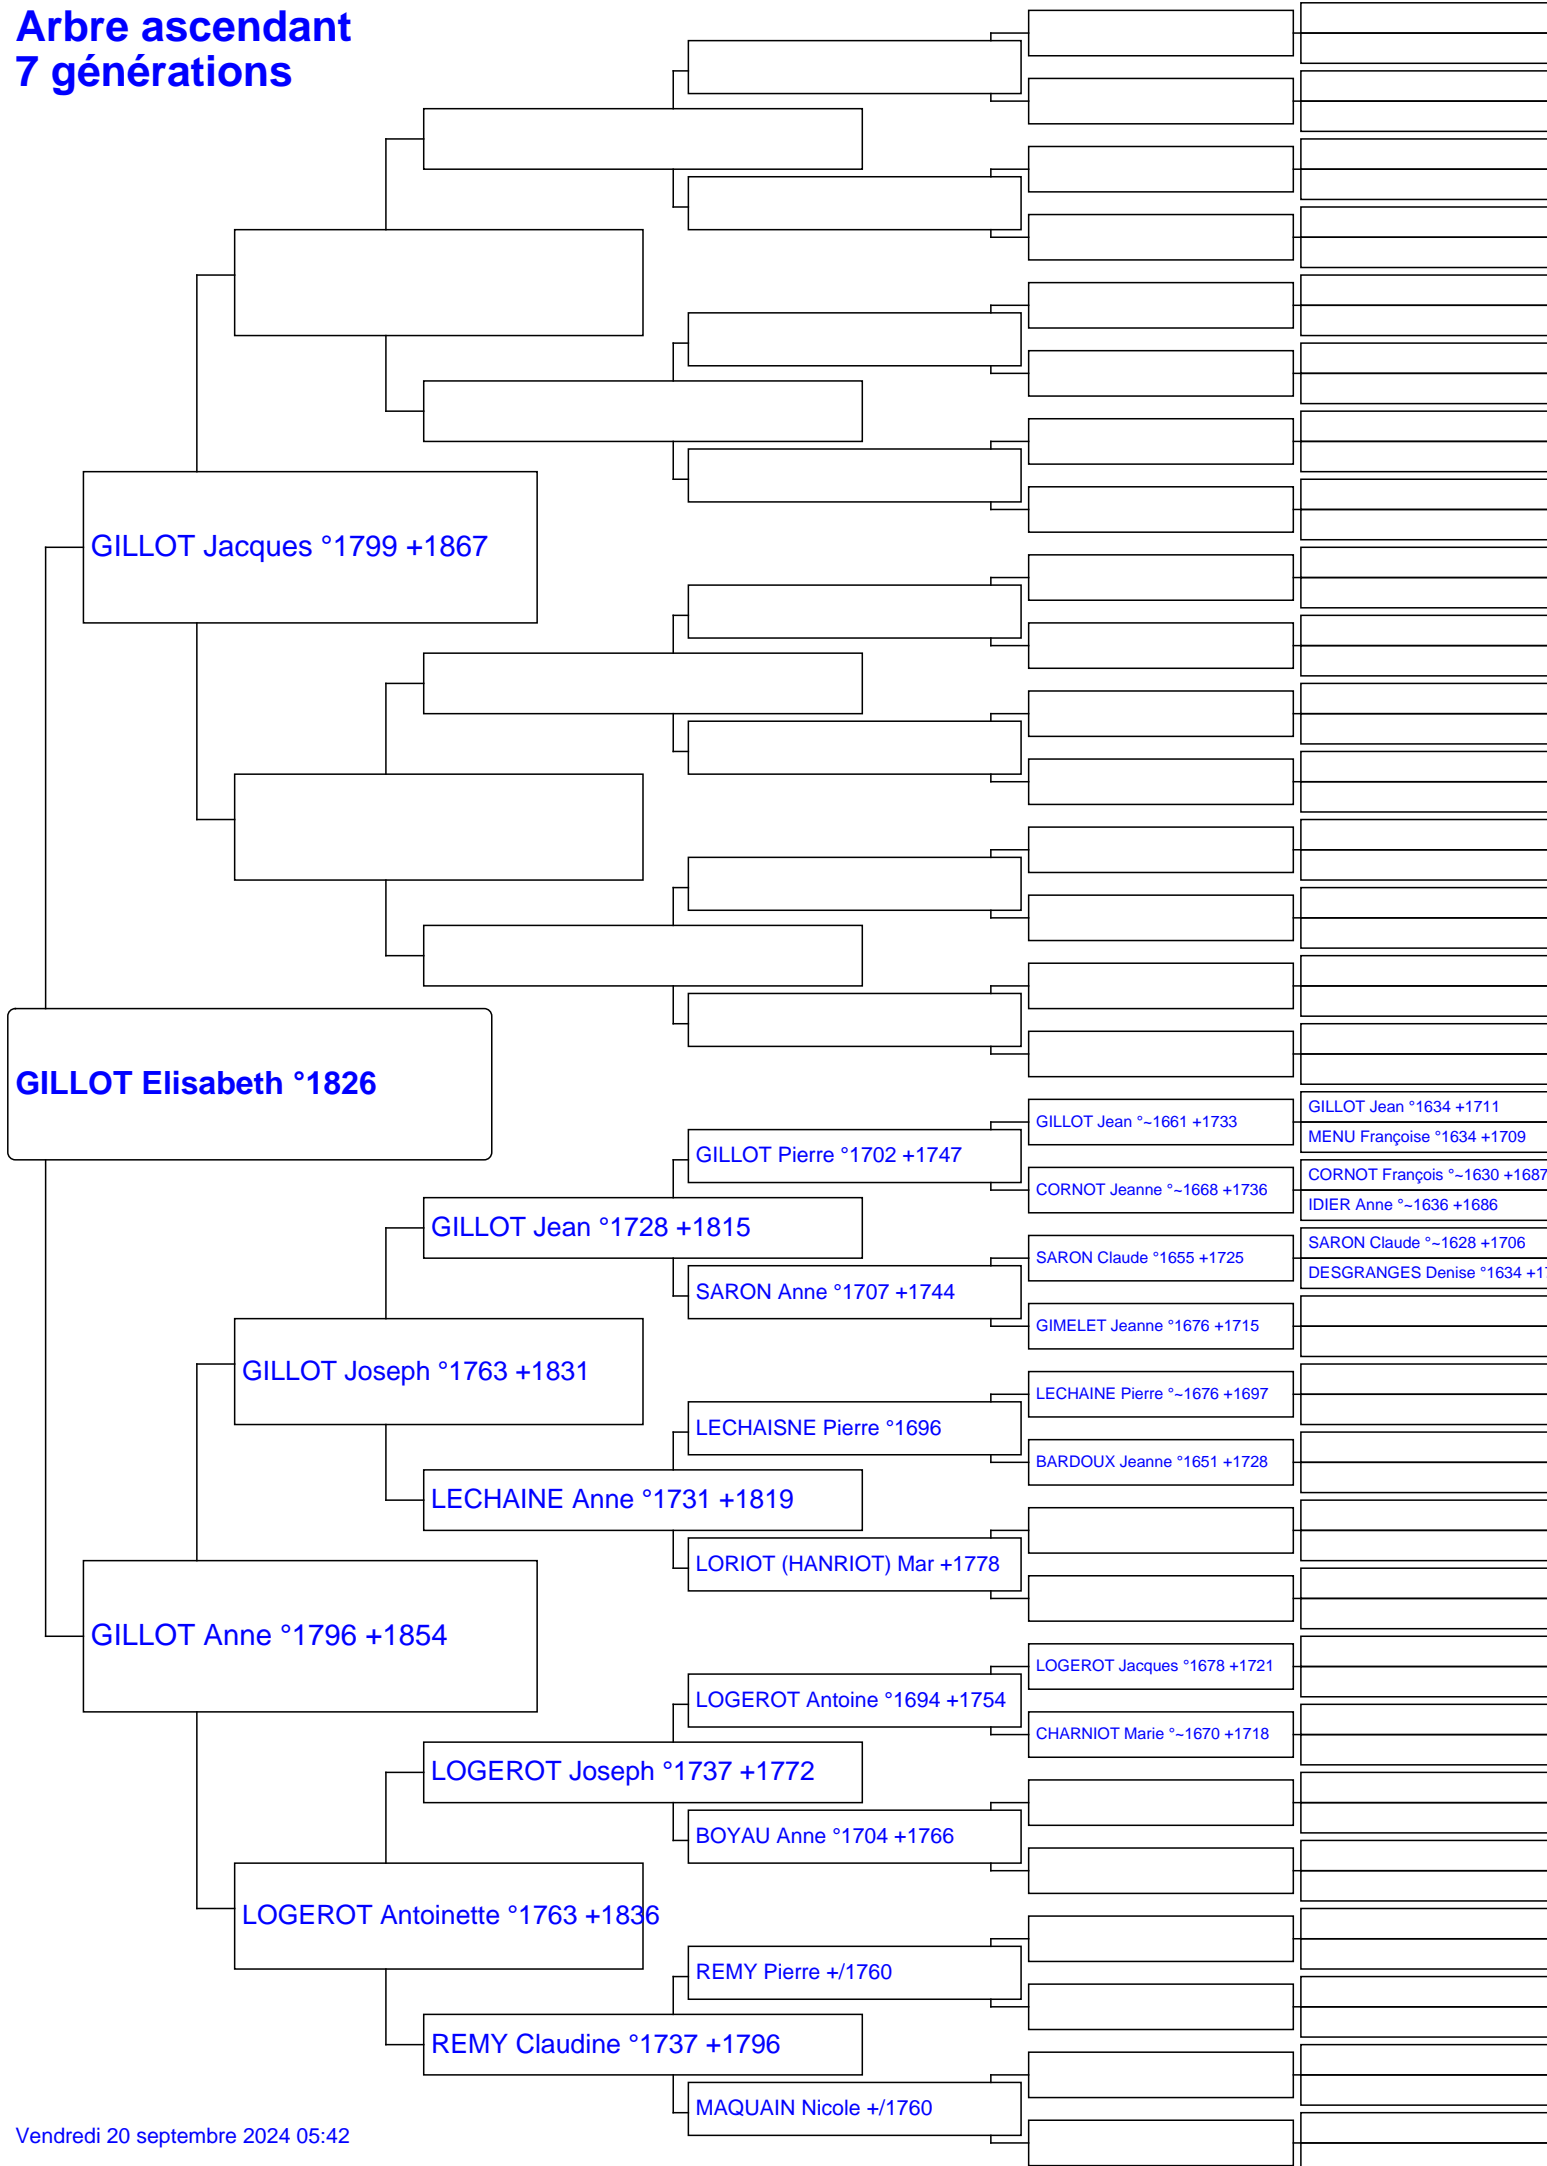 Arbre ascendant
7 générations
GILLOT Jacques °1799 +1867
GILLOT Elisabeth °1826
GILLOT Jean °~1661 +1733
GILLOT Jean °1634 +1711
MENU Françoise °1634 +1709
GILLOT Pierre °1702 +1747
CORNOT Jeanne °~1668 +1736
CORNOT François °~1630 +1687
IDIER Anne °~1636 +1686
GILLOT Jean °1728 +1815
SARON Claude °1655 +1725
SARON Claude °~1628 +1706
DESGRANGES Denise °1634 +1
SARON Anne °1707 +1744
GIMELET Jeanne °1676 +1715
GILLOT Joseph °1763 +1831
LECHAINE Pierre °~1676 +1697
LECHAISNE Pierre °1696
BARDOUX Jeanne °1651 +1728
LECHAINE Anne °1731 +1819
LORIOT (HANRIOT) Mar +1778
GILLOT Anne °1796 +1854
LOGEROT Jacques °1678 +1721
LOGEROT Antoine °1694 +1754
CHARNIOT Marie °~1670 +1718
LOGEROT Joseph °1737 +1772
BOYAU Anne °1704 +1766
LOGEROT Antoinette °1763 +1836
REMY Pierre +/1760
REMY Claudine °1737 +1796
MAQUAIN Nicole +/1760
Vendredi 20 septembre 2024 05:42